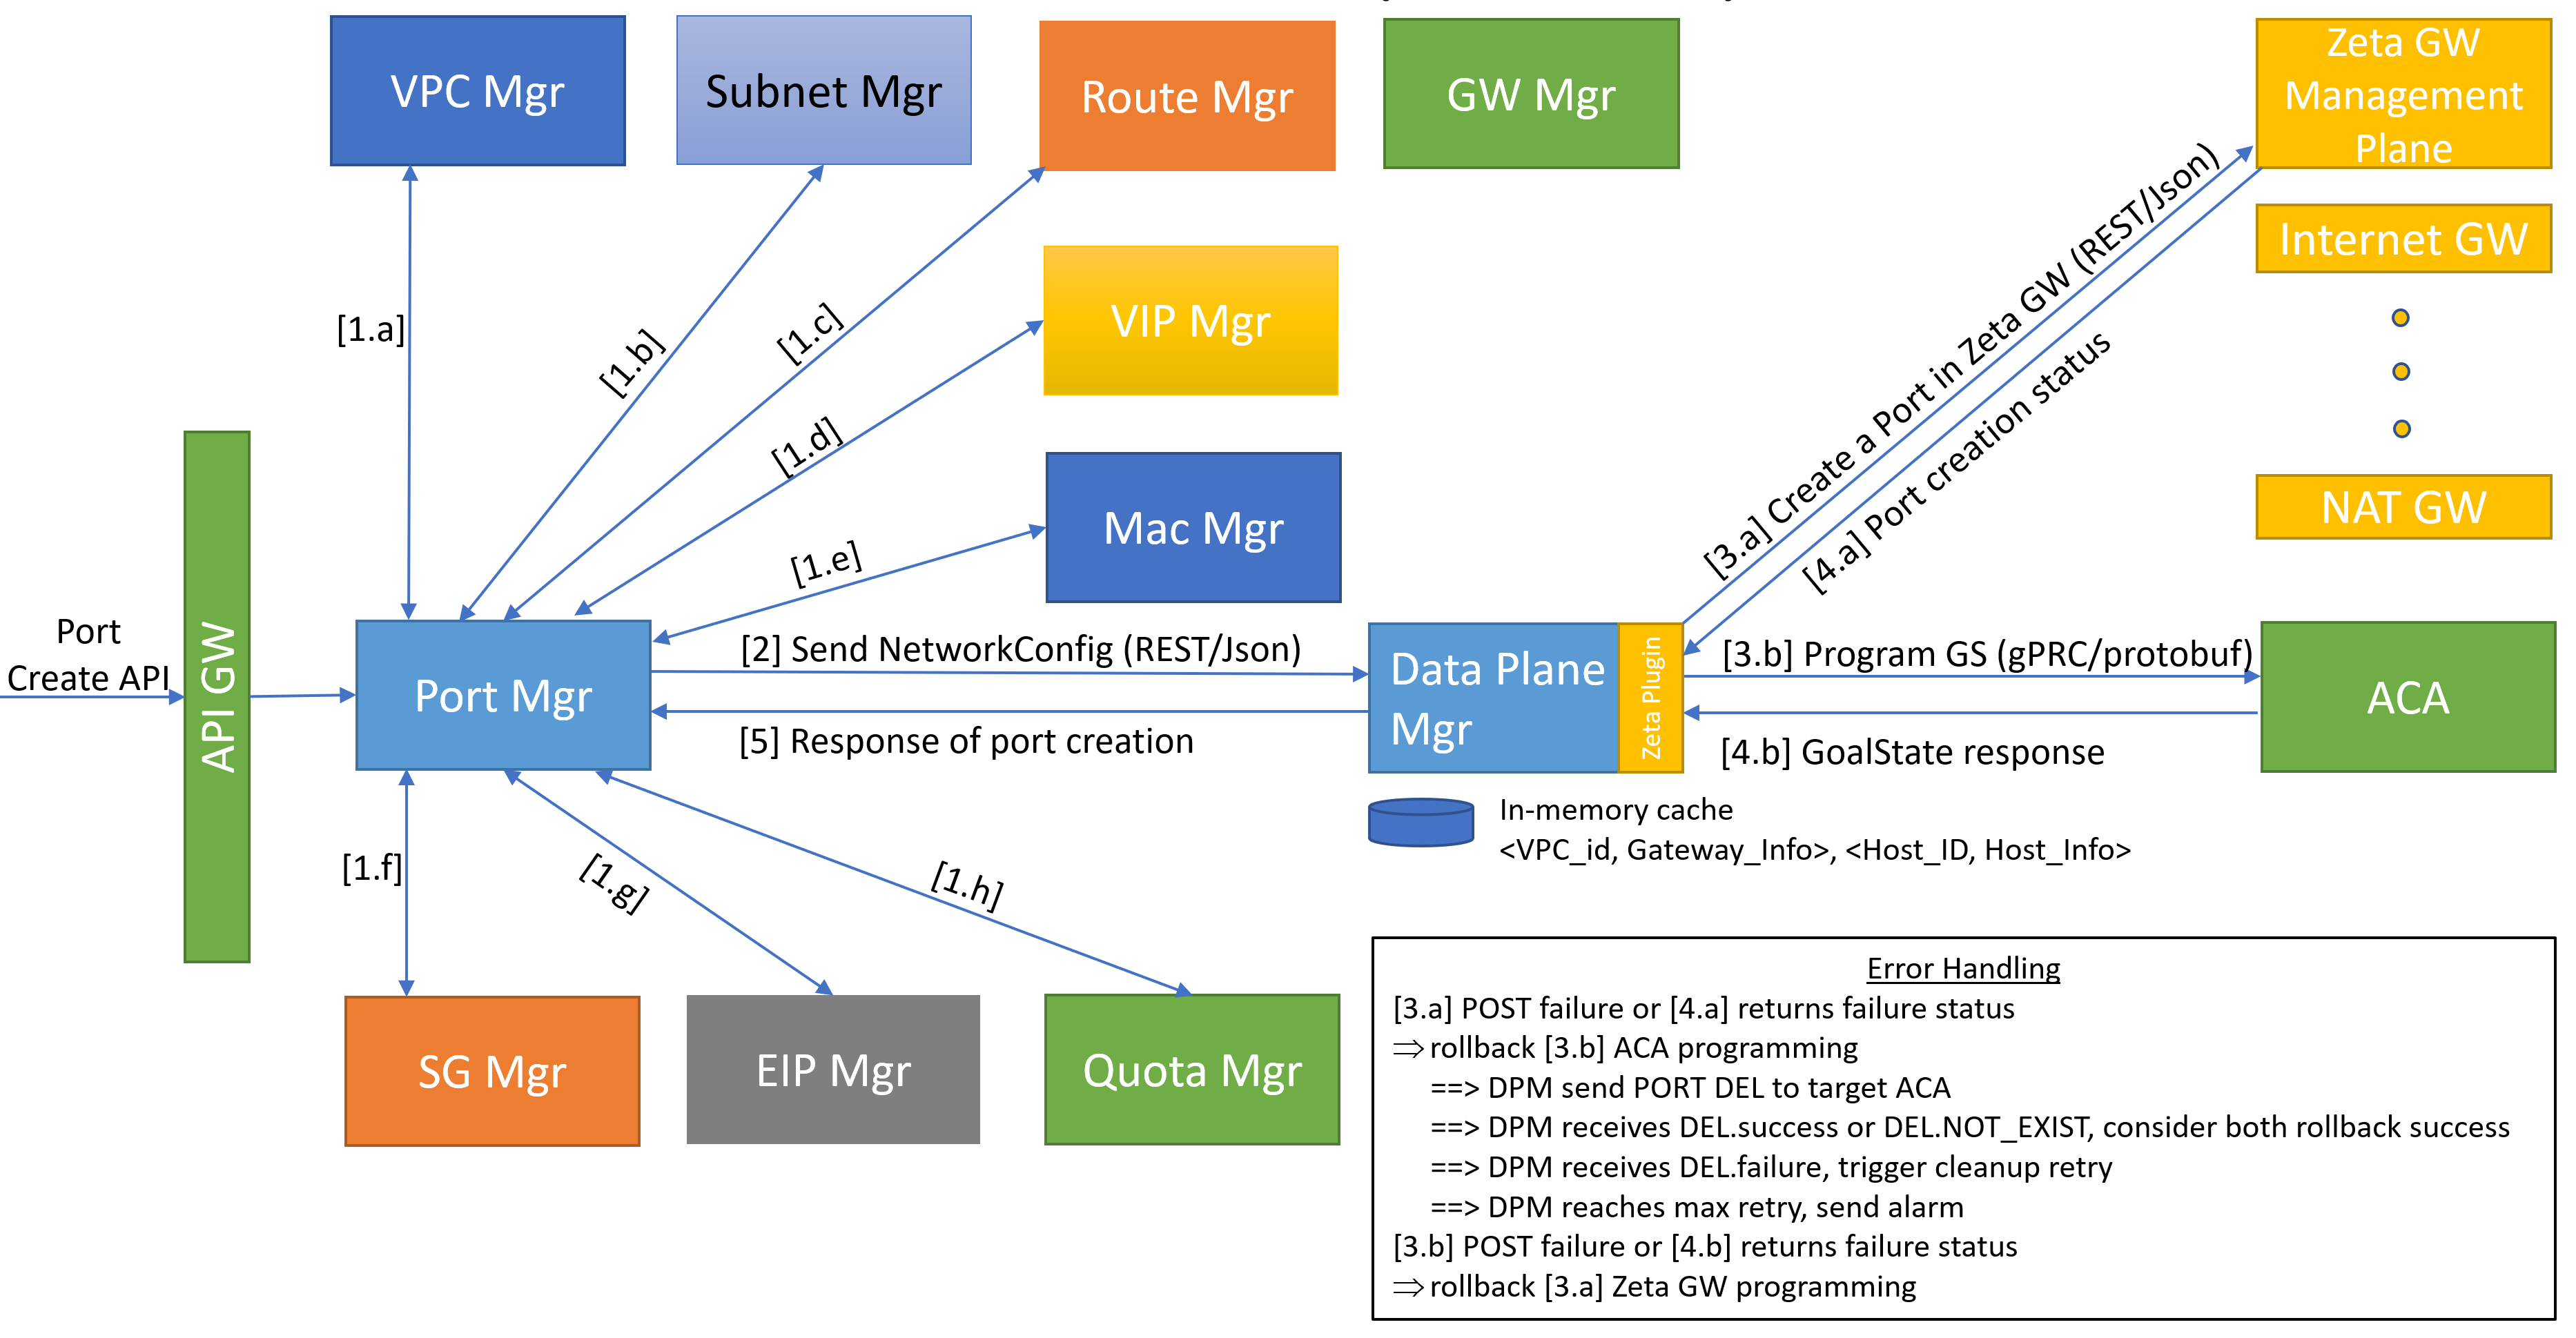 VPC Mgr
Subnet Mgr
Route Mgr
GW Mgr
Zeta GW
Management
Plane
Internet GW
NAT GW
VIP Mgr
Mac Mgr
[1.a]
[1.b]
[1.c]
[1.d]
[1.e]
[3.a] Create a Port in Zeta GW (REST/Json)
[4.a] Port creation status
Port
Create API
API GW
Port Mgr
[2] Send NetworkConfig (REST/Json)
[5] Response of port creation
Data Plane
Mgr
Zeta Plugin
[3.b] Program GS (gPRC/protobuf)
[4.b] GoalState response
ACA
In-memory cache
<VPC_id, Gateway_Info>, <Host_ID, Host_Info>
[1.f]
[1.g]
[1.h]
SG Mgr
EIP Mgr
Quota Mgr
Error Handling
[3.a] POST failure or [4.a] returns failure status
⇒ rollback [3.b] ACA programming
==> DPM send PORT DEL to target ACA
==> DPM receives DEL.success or DEL.NOT_EXIST, consider both rollback success
==> DPM receives DEL.failure, trigger cleanup retry
==> DPM reaches max retry, send alarm
[3.b] POST failure or [4.b] returns failure status
⇒ rollback [3.a] Zeta GW programming